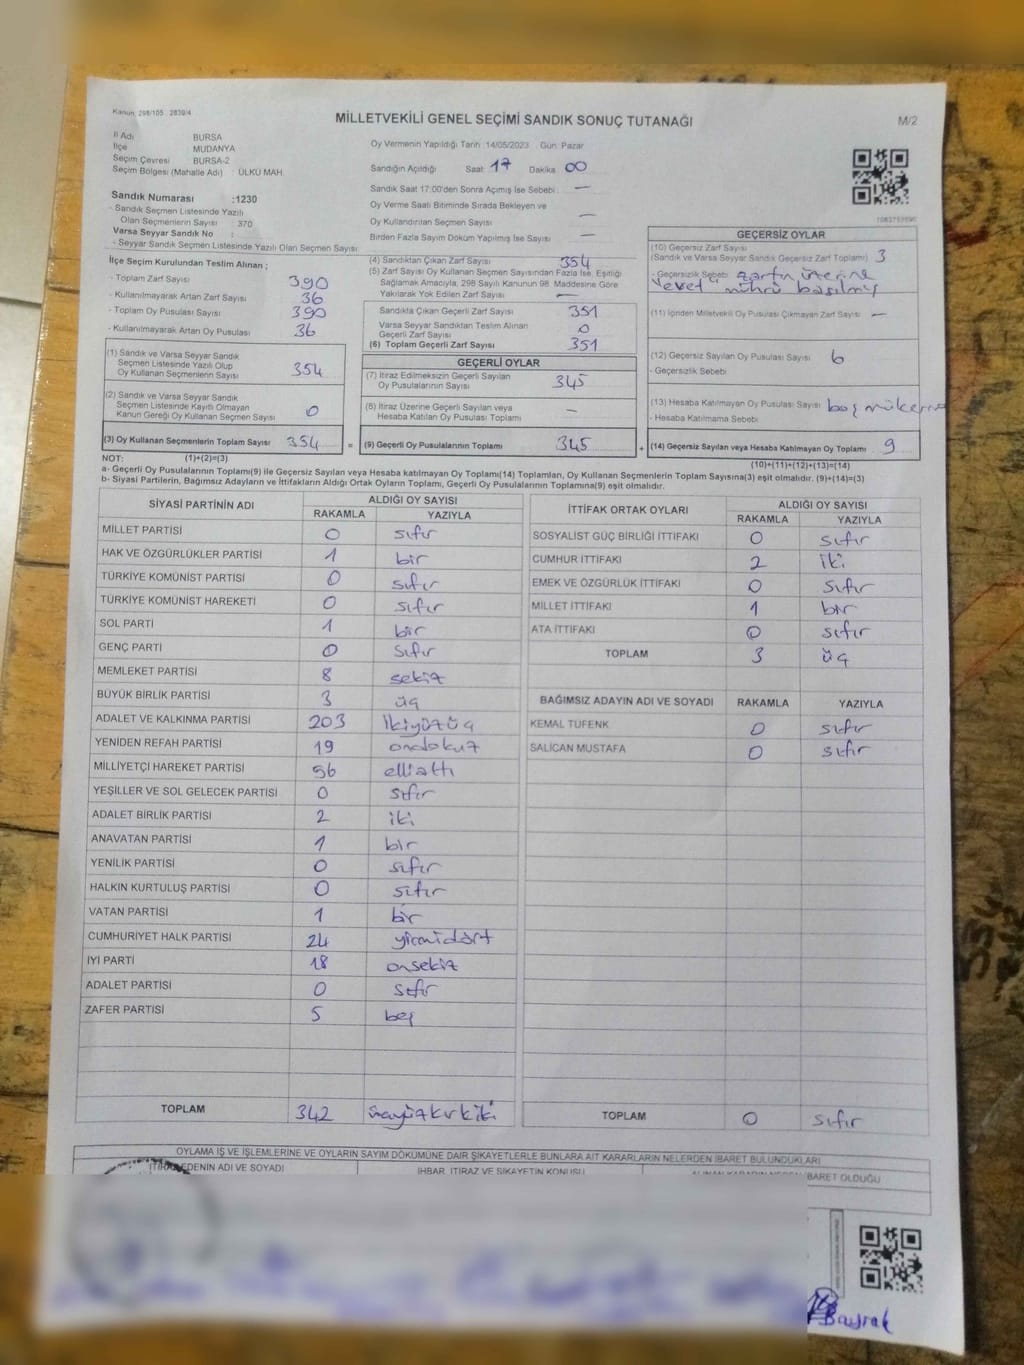 Kanun: 298/105 2839/4
MİLLETVEKİLİ GENEL SEÇİMİ SANDIK SONUÇ TUTANAĞI
M/2
İl Adı BURSA
İlçe MUDANYA
Seçim Çevresi : BURSA-2
Seçim Bölgesi (Mahalle Adı) : ÜLKÜ MAH.
Sandık Numarası :1230
- Sandık Seçmen Listesinde Yazılı
Olan Seçmenlerin Sayısı : 370
Varsa Seyyar Sandık No :
- Seyyar Sandık Seçmen Listesinde Yazılı Olan Seçmen Sayısı:
Oy Vermenin Yapıldığı Tarih: 14/05/2023 Gün: Pazar
Sandığın Açıldığı Saat: 17 Dakika 00
Sandık Saat 17:00'den Sonra Açımış İse Sebebi : —
Oy Verme Saati Bitiminde Sırada Bekleyen ve
Oy Kullandırılan Seçmen Sayısı : —
Birden Fazla Sayım Döküm Yapılmış İse Sayısı : —
İlçe Seçim Kurulundan Teslim Alınan ;
- Toplam Zarf Sayısı : 390
- Kullanılmayarak Artan Zarf Sayısı : 36
- Toplam Oy Pusulası Sayısı : 390
- Kullanılmayarak Artan Oy Pusulası : 36
(1) Sandık ve Varsa Seyyar Sandık
Seçmen Listesinde Yazılı Olup
Oy Kullanan Seçmenlerin Sayısı : 354
(2) Sandık ve Varsa Seyyar Sandık
Seçmen Listesinde Kayıtlı Olmayan
Kanun Gereği Oy Kullanan Seçmen Sayısı : 0
(3) Oy Kullanan Seçmenlerin Toplam Sayısı : 354 =
(4) Sandıktan Çıkan Zarf Sayısı : 354
(5) Zarf Sayısı Oy Kullanan Seçmen Sayısından Fazla İse, Eşitliği
Sağlamak Amacıyla, 298 Sayılı Kanunun 98. Maddesine Göre
Yakılarak Yok Edilen Zarf Sayısı : —
Sandıkta Çıkan Geçerli Zarf Sayısı : 351
Varsa Seyyar Sandıktan Teslim Alınan
Geçerli Zarf Sayısı : 0
(6) Toplam Geçerli Zarf Sayısı : 351
GEÇERLİ OYLAR
(7) İtiraz Edilmeksizin Geçerli Sayılan
Oy Pusulalarının Sayısı : 345
(8) İtiraz Üzerine Geçerli Sayılan veya
Hesaba Katılan Oy Pusulası Toplamı : —
(9) Geçerli Oy Pusulalarının Toplamı : 345 +
GEÇERSİZ OYLAR
(10) Geçersiz Zarf Sayısı
(Sandık ve Varsa Seyyar Sandık Geçersiz Zarf Toplamı) : 3
- Geçersizlik Sebebi : zarfın üzerine
"evet" mührü basılmış
(11) İçinden Milletvekili Oy Pusulası Çıkmayan Zarf Sayısı : —
(12) Geçersiz Sayılan Oy Pusulası Sayısı : 6
- Geçersizlik Sebebi :
(13) Hesaba Katılmayan Oy Pusulası Sayısı : boş
- Hesaba Katılmama Sebebi :
(14) Geçersiz Sayılan veya Hesaba Katılmayan Oy Toplamı : 9
NOT: (1)+(2)=(3) (10)+(11)+(12)+(13)=(14)
a- Geçerli Oy Pusulalarının Toplamı(9) ile Geçersiz Sayılan veya Hesaba katılmayan Oy Toplamı(14) Toplamları, Oy Kullanan Seçmenlerin Toplam Sayısına(3) eşit olmalıdır. (9)+(14)=(3)
b- Siyasi Partilerin, Bağımsız Adayların ve İttifakların Aldığı Ortak Oyların Toplamı, Geçerli Oy Pusulalarının Toplamına(9) eşit olmalıdır.
SİYASİ PARTİNİN ADI ALDIĞI OY SAYISI
RAKAMLA YAZIYLA
MİLLET PARTİSİ 0 sıfır
HAK VE ÖZGÜRLÜKLER PARTİSİ 1 bir
TÜRKİYE KOMÜNİST PARTİSİ 0 sıfır
TÜRKİYE KOMÜNİST HAREKETİ 0 sıfır
SOL PARTİ 1 bir
GENÇ PARTİ 0 sıfır
MEMLEKET PARTİSİ 8 sekiz
BÜYÜK BİRLİK PARTİSİ 3 üç
ADALET VE KALKINMA PARTİSİ 203 ikiyüzüç
YENİDEN REFAH PARTİSİ 19 ondokuz
MİLLİYETÇİ HAREKET PARTİSİ 56 elliattı
YEŞİLLER VE SOL GELECEK PARTİSİ 0 sıfır
ADALET BİRLİK PARTİSİ 2 iki
ANAVATAN PARTİSİ 1 bir
YENİLİK PARTİSİ 0 sıfır
HALKIN KURTULUŞ PARTİSİ 0 sıfır
VATAN PARTİSİ 1 bir
CUMHURİYET HALK PARTİSİ 24 yirmidört
İYİ PARTİ 18 onsekiz
ADALET PARTİSİ 0 sıfır
ZAFER PARTİSİ 5 beş
TOPLAM 342 üçyüzkırkiki
İTTİFAK ORTAK OYLARI ALDIĞI OY SAYISI
RAKAMLA YAZIYLA
SOSYALİST GÜÇ BİRLİĞİ İTTİFAKI 0 sıfır
CUMHUR İTTİFAKI 2 iki
EMEK VE ÖZGÜRLÜK İTTİFAKI 0 sıfır
MİLLET İTTİFAKI 1 bir
ATA İTTİFAKI 0 sıfır
TOPLAM 3 üç
BAĞIMSIZ ADAYIN ADI VE SOYADI RAKAMLA YAZIYLA
KEMAL TÜFENK 0 sıfır
SALİCAN MUSTAFA 0 sıfır
TOPLAM 0 sıfır
OYLAMA İŞ VE İŞLEMLERİNE VE OYLARIN SAYIM DÖKÜMÜNE DAİR ŞİKAYETLERLE BUNLARA AİT KARARLARIN NELERDEN İBARET BULUNDUKLARI
İTİRAZ EDENİN ADI VE SOYADI İHBAR, İTİRAZ VE ŞİKAYETİN KONUSU ALINAN KARARIN NEDEN İBARET OLDUĞU
Bayrak